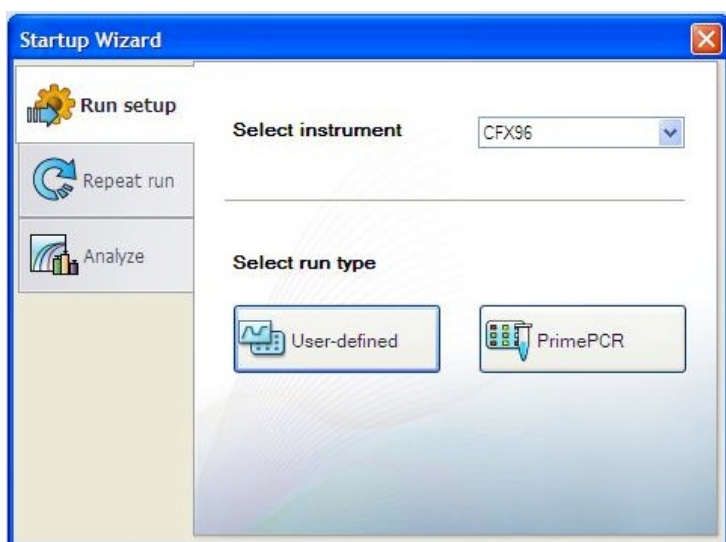 Startup Wizard
Run setup
Repeat run
Analyze
Select instrument
CFX96
Select run type
User-defined
PrimePCR